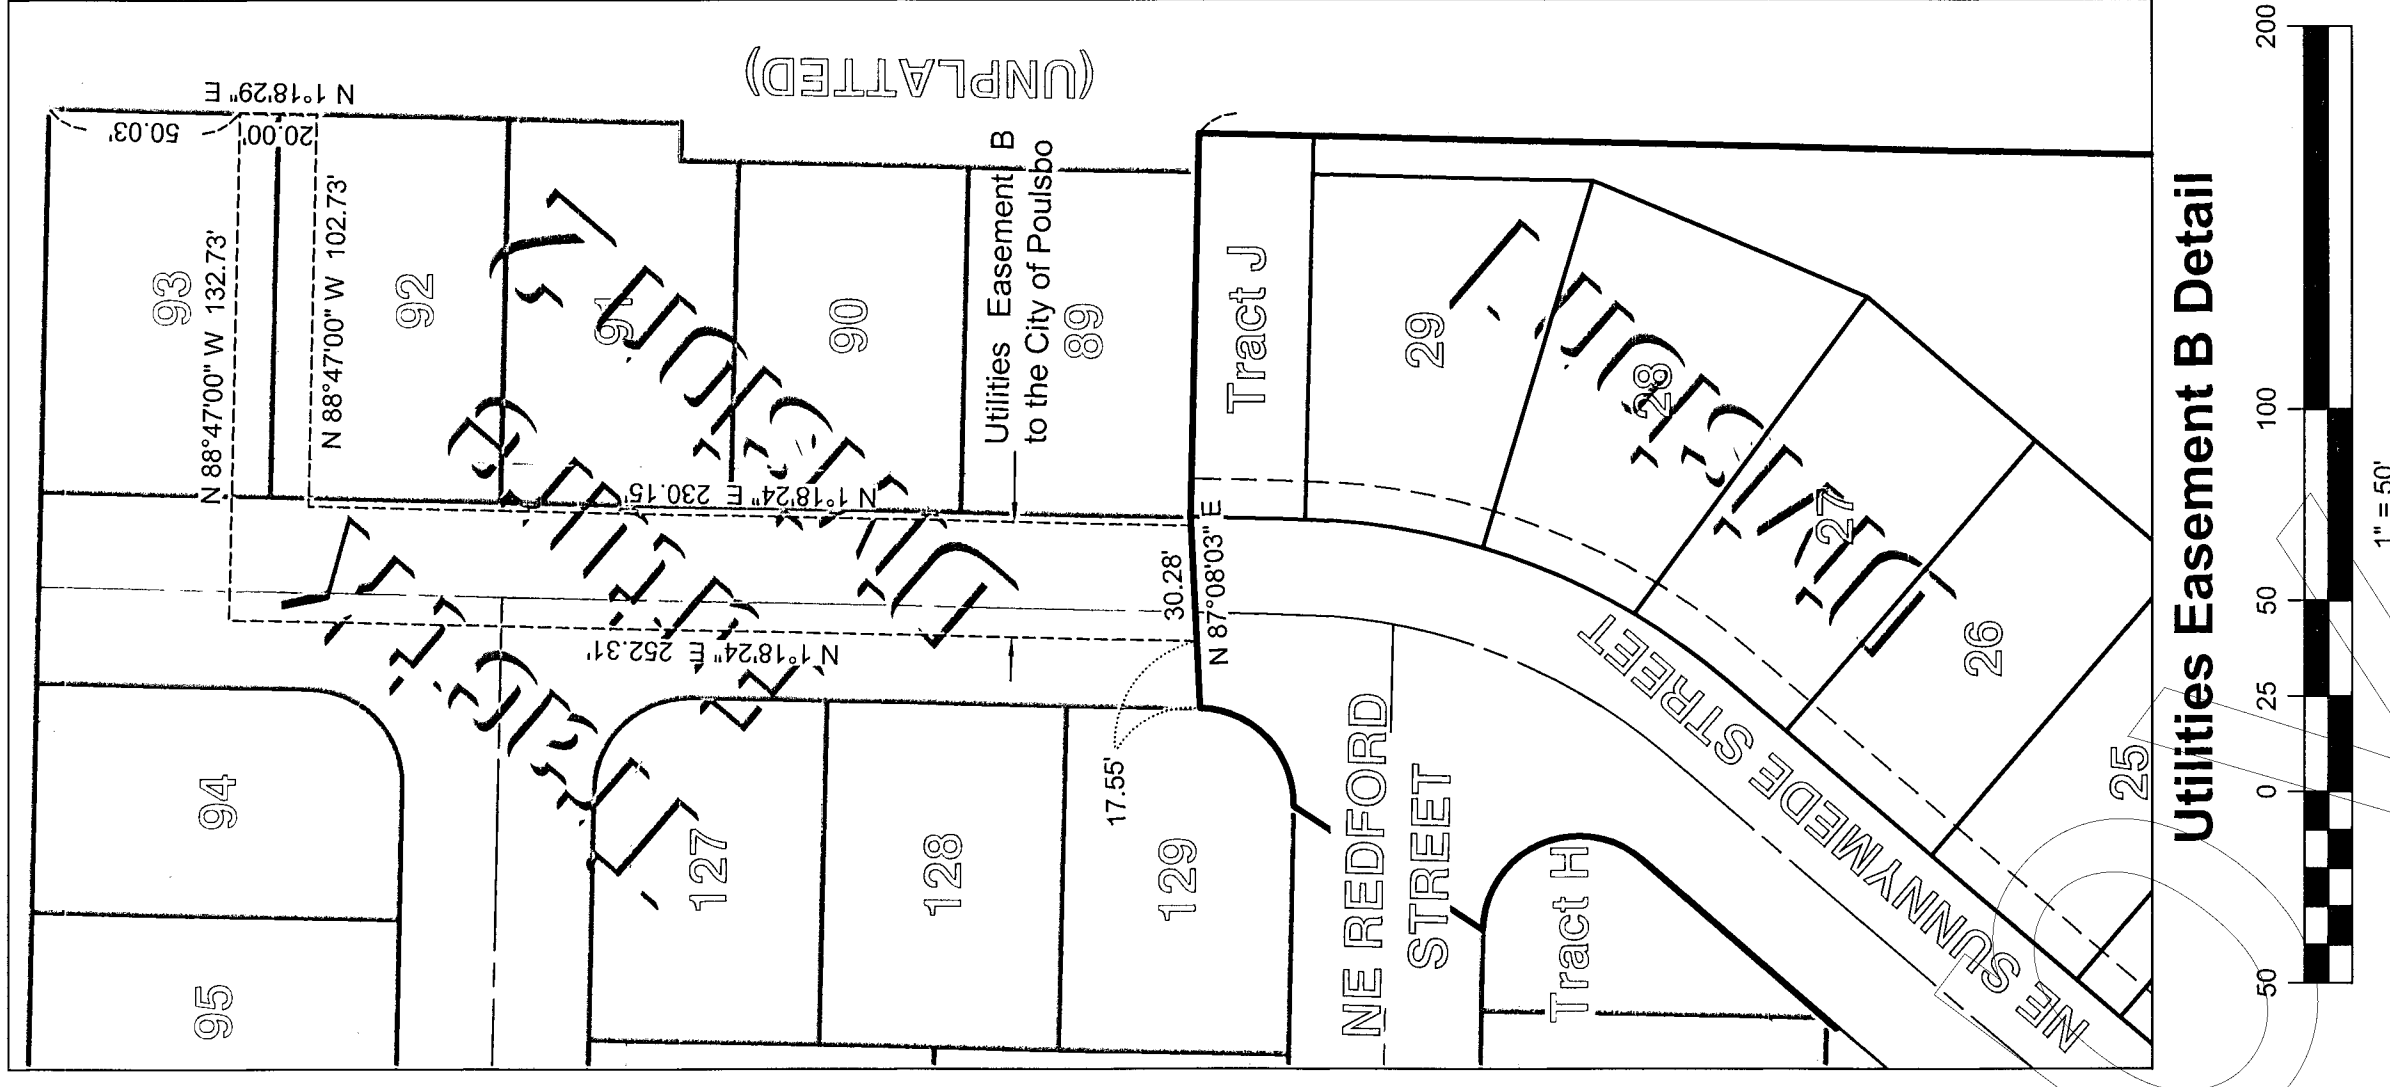 (UNPLATTED)
N 1°18'29" E
50.03'
20.00'
93
N 88°47'00" W 132.73'
N 88°47'00" W 102.73'
92
91
90
Utilities Easement B
to the City of Poulsbo
89
Tract J
29
28
27
26
25
N 1°18'24" E 230.15'
N 1°18'24" E 252.31'
30.28'
N 87°08'03" E
17.55'
94
95
127
128
129
NE REDFORD
STREET
Tract H
NE SUNNYMEDE STREET
Division 7
Division 1
Utilities Easement B Detail
50 0 25 50 100 200
1" = 50'